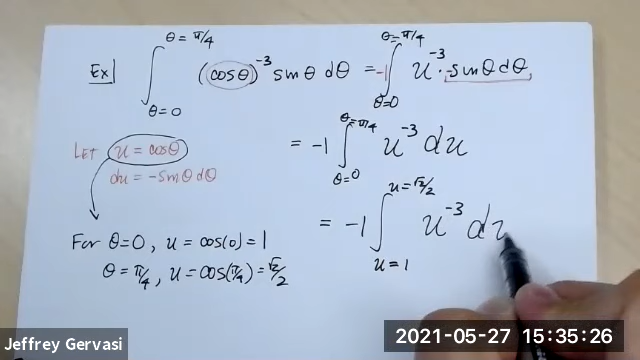 Ex| ∫ θ=0 θ=π/4 (cosθ)⁻³ sinθ dθ = -1 ∫ θ=0 θ=π/4 u⁻³ · -sinθ dθ
= -1 ∫ θ=0 θ=π/4 u⁻³ du
LET u = cosθ
du = -sinθ dθ
= -1 ∫ u=1 u=√2/2 u⁻³ du
For θ=0, u = cos(0) = 1
θ = π/4, u = cos(π/4) = √2/2
Jeffrey Gervasi
2021-05-27 15:35:26